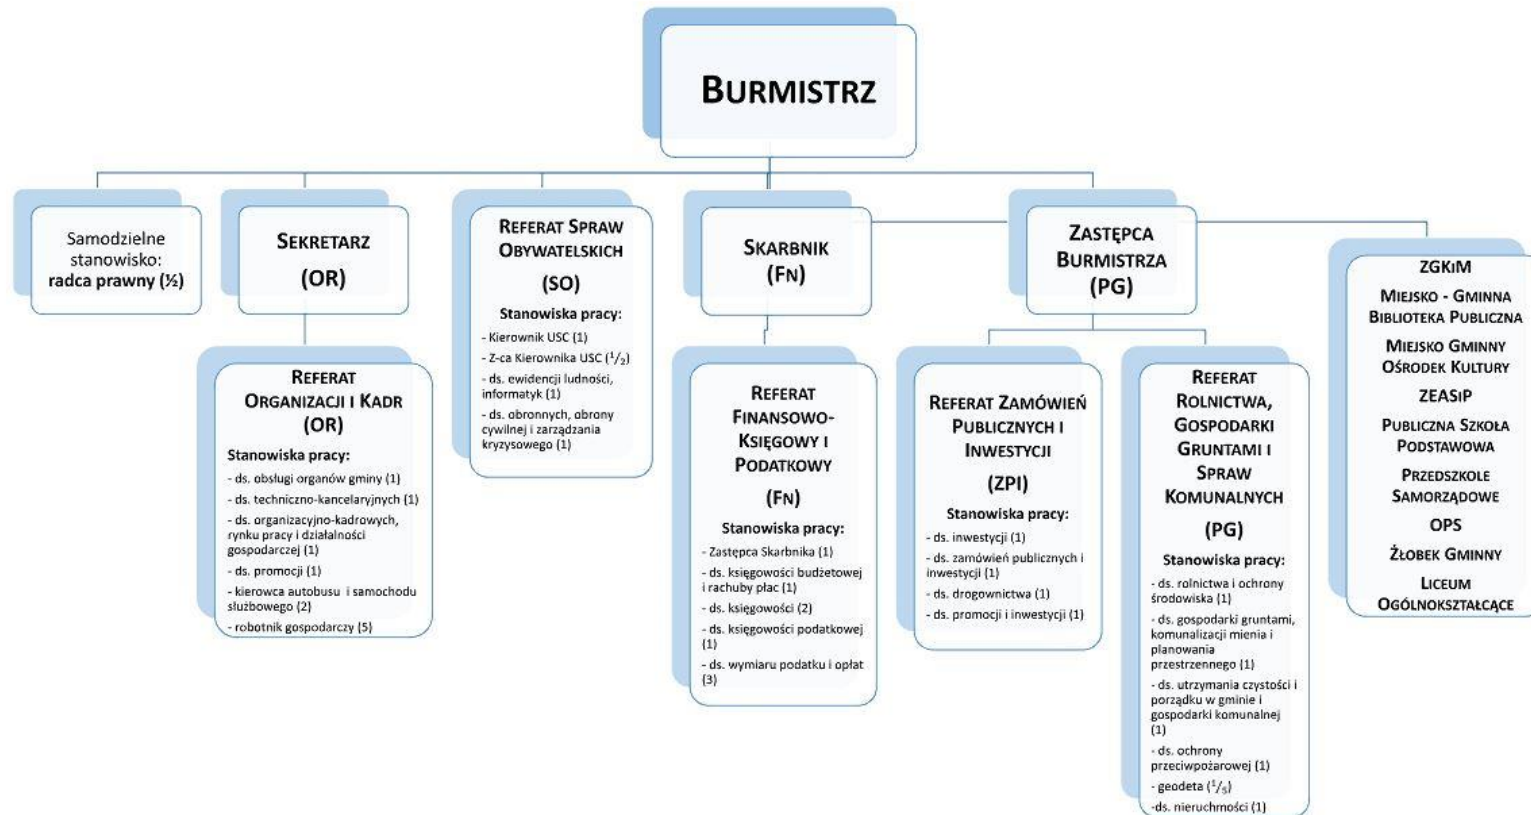 BURMISTRZ
Samodzielne
stanowisko:
radca prawny (½)
SEKRETARZ
(OR)
REFERAT
ORGANIZACJI I KADR
(OR)
Stanowiska pracy:
- ds. obsługi organów gminy (1)
- ds. techniczno-kancelaryjnych (1)
- ds. organizacyjno-kadrowych,
rynku pracy i działalności
gospodarczej (1)
- ds. promocji (1)
- kierowca autobusu i samochodu
służbowego (2)
- robotnik gospodarczy (5)
REFERAT SPRAW
OBYWATELSKICH
(SO)
Stanowiska pracy:
- Kierownik USC (1)
- Z-ca Kierownika USC (1/2)
- ds. ewidencji ludności,
informatyk (1)
- ds. obronnych, obrony
cywilnej i zarządzania
kryzysowego (1)
SKARBNIK
(FN)
REFERAT
FINANSOWO-
KSIĘGOWY I
PODATKOWY
(FN)
Stanowiska pracy:
- Zastępca Skarbnika (1)
- ds. księgowości budżetowej
i rachuby płac (1)
- ds. księgowości (2)
- ds. księgowości podatkowej
(1)
- ds. wymiaru podatku i opłat
(3)
ZASTĘPCA
BURMISTRZA
(PG)
REFERAT ZAMÓWIEŃ
PUBLICZNYCH I
INWESTYCJI
(ZPI)
Stanowiska pracy:
- ds. inwestycji (1)
- ds. zamówień publicznych i
inwestycji (1)
- ds. drogownictwa (1)
- ds. promocji i inwestycji (1)
REFERAT
ROLNICTWA,
GOSPODARKI
GRUNTAMI I
SPRAW
KOMUNALNYCH
(PG)
Stanowiska pracy:
- ds. rolnictwa i ochrony
środowiska (1)
- ds. gospodarki gruntami,
komunalizacji mienia i
planowania
przestrzennego (1)
- ds. utrzymania czystości i
porządku w gminie i
gospodarki komunalnej
(1)
- ds. ochrony
przeciwpożarowej (1)
- geodeta (1/5)
-ds. nieruchmości (1)
ZGKIM
MIEJSKO - GMINNA
BIBLIOTEKA PUBLICZNA
MIEJSKO GMINNY
OŚRODEK KULTURY
ZEASIP
PUBLICZNA SZKOŁA
PODSTAWOWA
PRZEDSZKOLE
SAMORZĄDOWE
OPS
ŻŁOBEK GMINNY
LICEUM
OGÓLNOKSZTAŁCĄCE